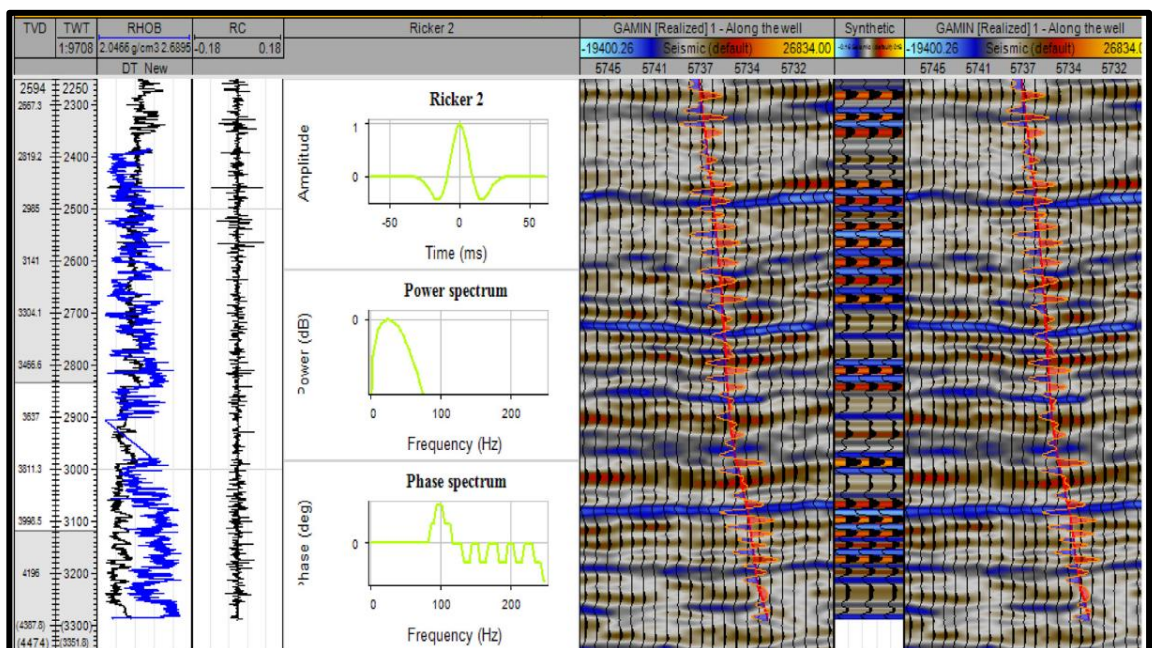 TVD TWT RHOB RC Ricker 2 GAMIN [Realized] 1 - Along the well Synthetic GAMIN [Realized] 1 - Along the well
1:9708 2.0466 g/cm3 2.6895 -0.18 0.18 -19400.26 Seismic (default) 26834.00 -19400.26 Seismic (default) 26834.0
DT_New 5745 5741 5737 5734 5732 5745 5741 5737 5734 5732
2594 2250
2667.3 2300
2819.2 2400
2965 2500
3141 2600
3304.1 2700
3465.6 2800
3637 2900
3811.3 3000
3998.5 3100
4196 3200
(4387.8) (3300)
(4474) (3351.8)
Ricker 2
Amplitude
1
0
-50 0 50
Time (ms)
Power spectrum
Power (dB)
0
0 100 200
Frequency (Hz)
Phase spectrum
Phase (deg)
0
0 100 200
Frequency (Hz)